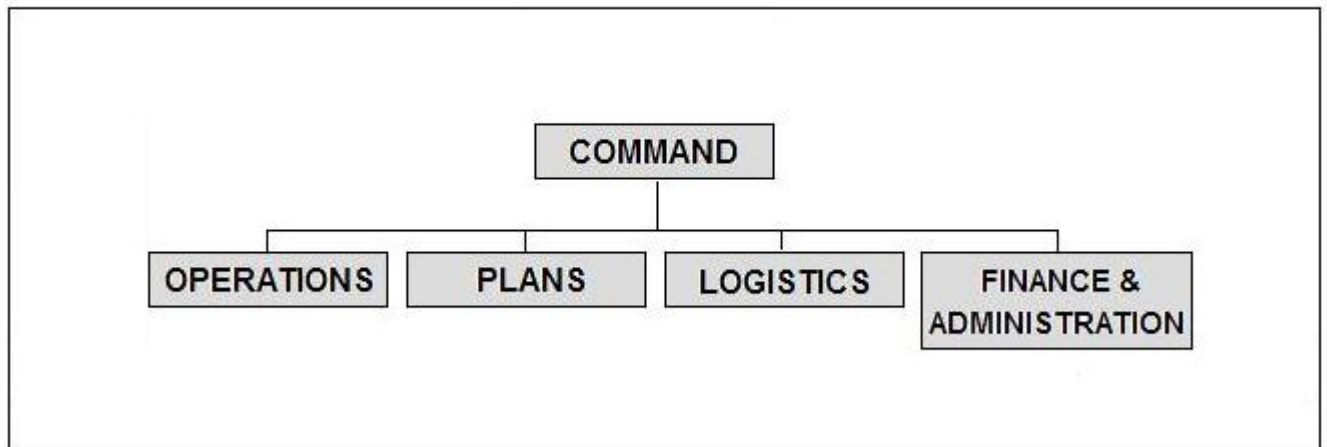 COMMAND
OPERATIONS
PLANS
LOGISTICS
FINANCE &
ADMINISTRATION